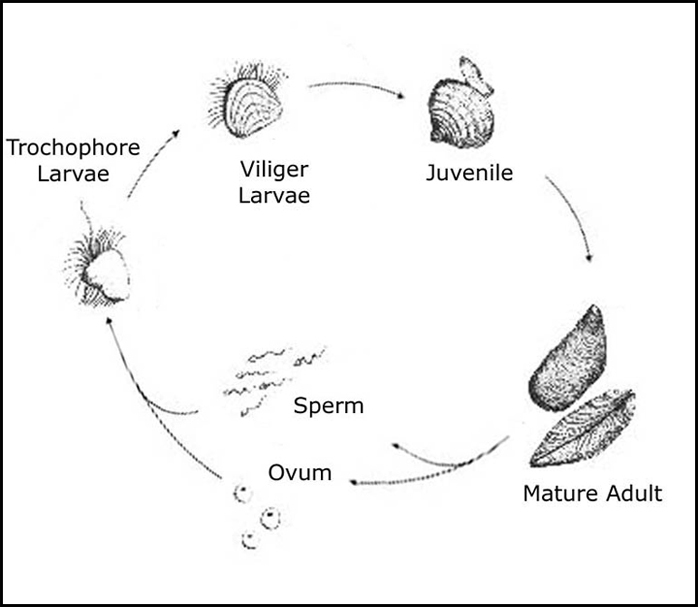 Trochophore
Larvae
Viliger
Larvae
Juvenile
Sperm
Ovum
Mature Adult